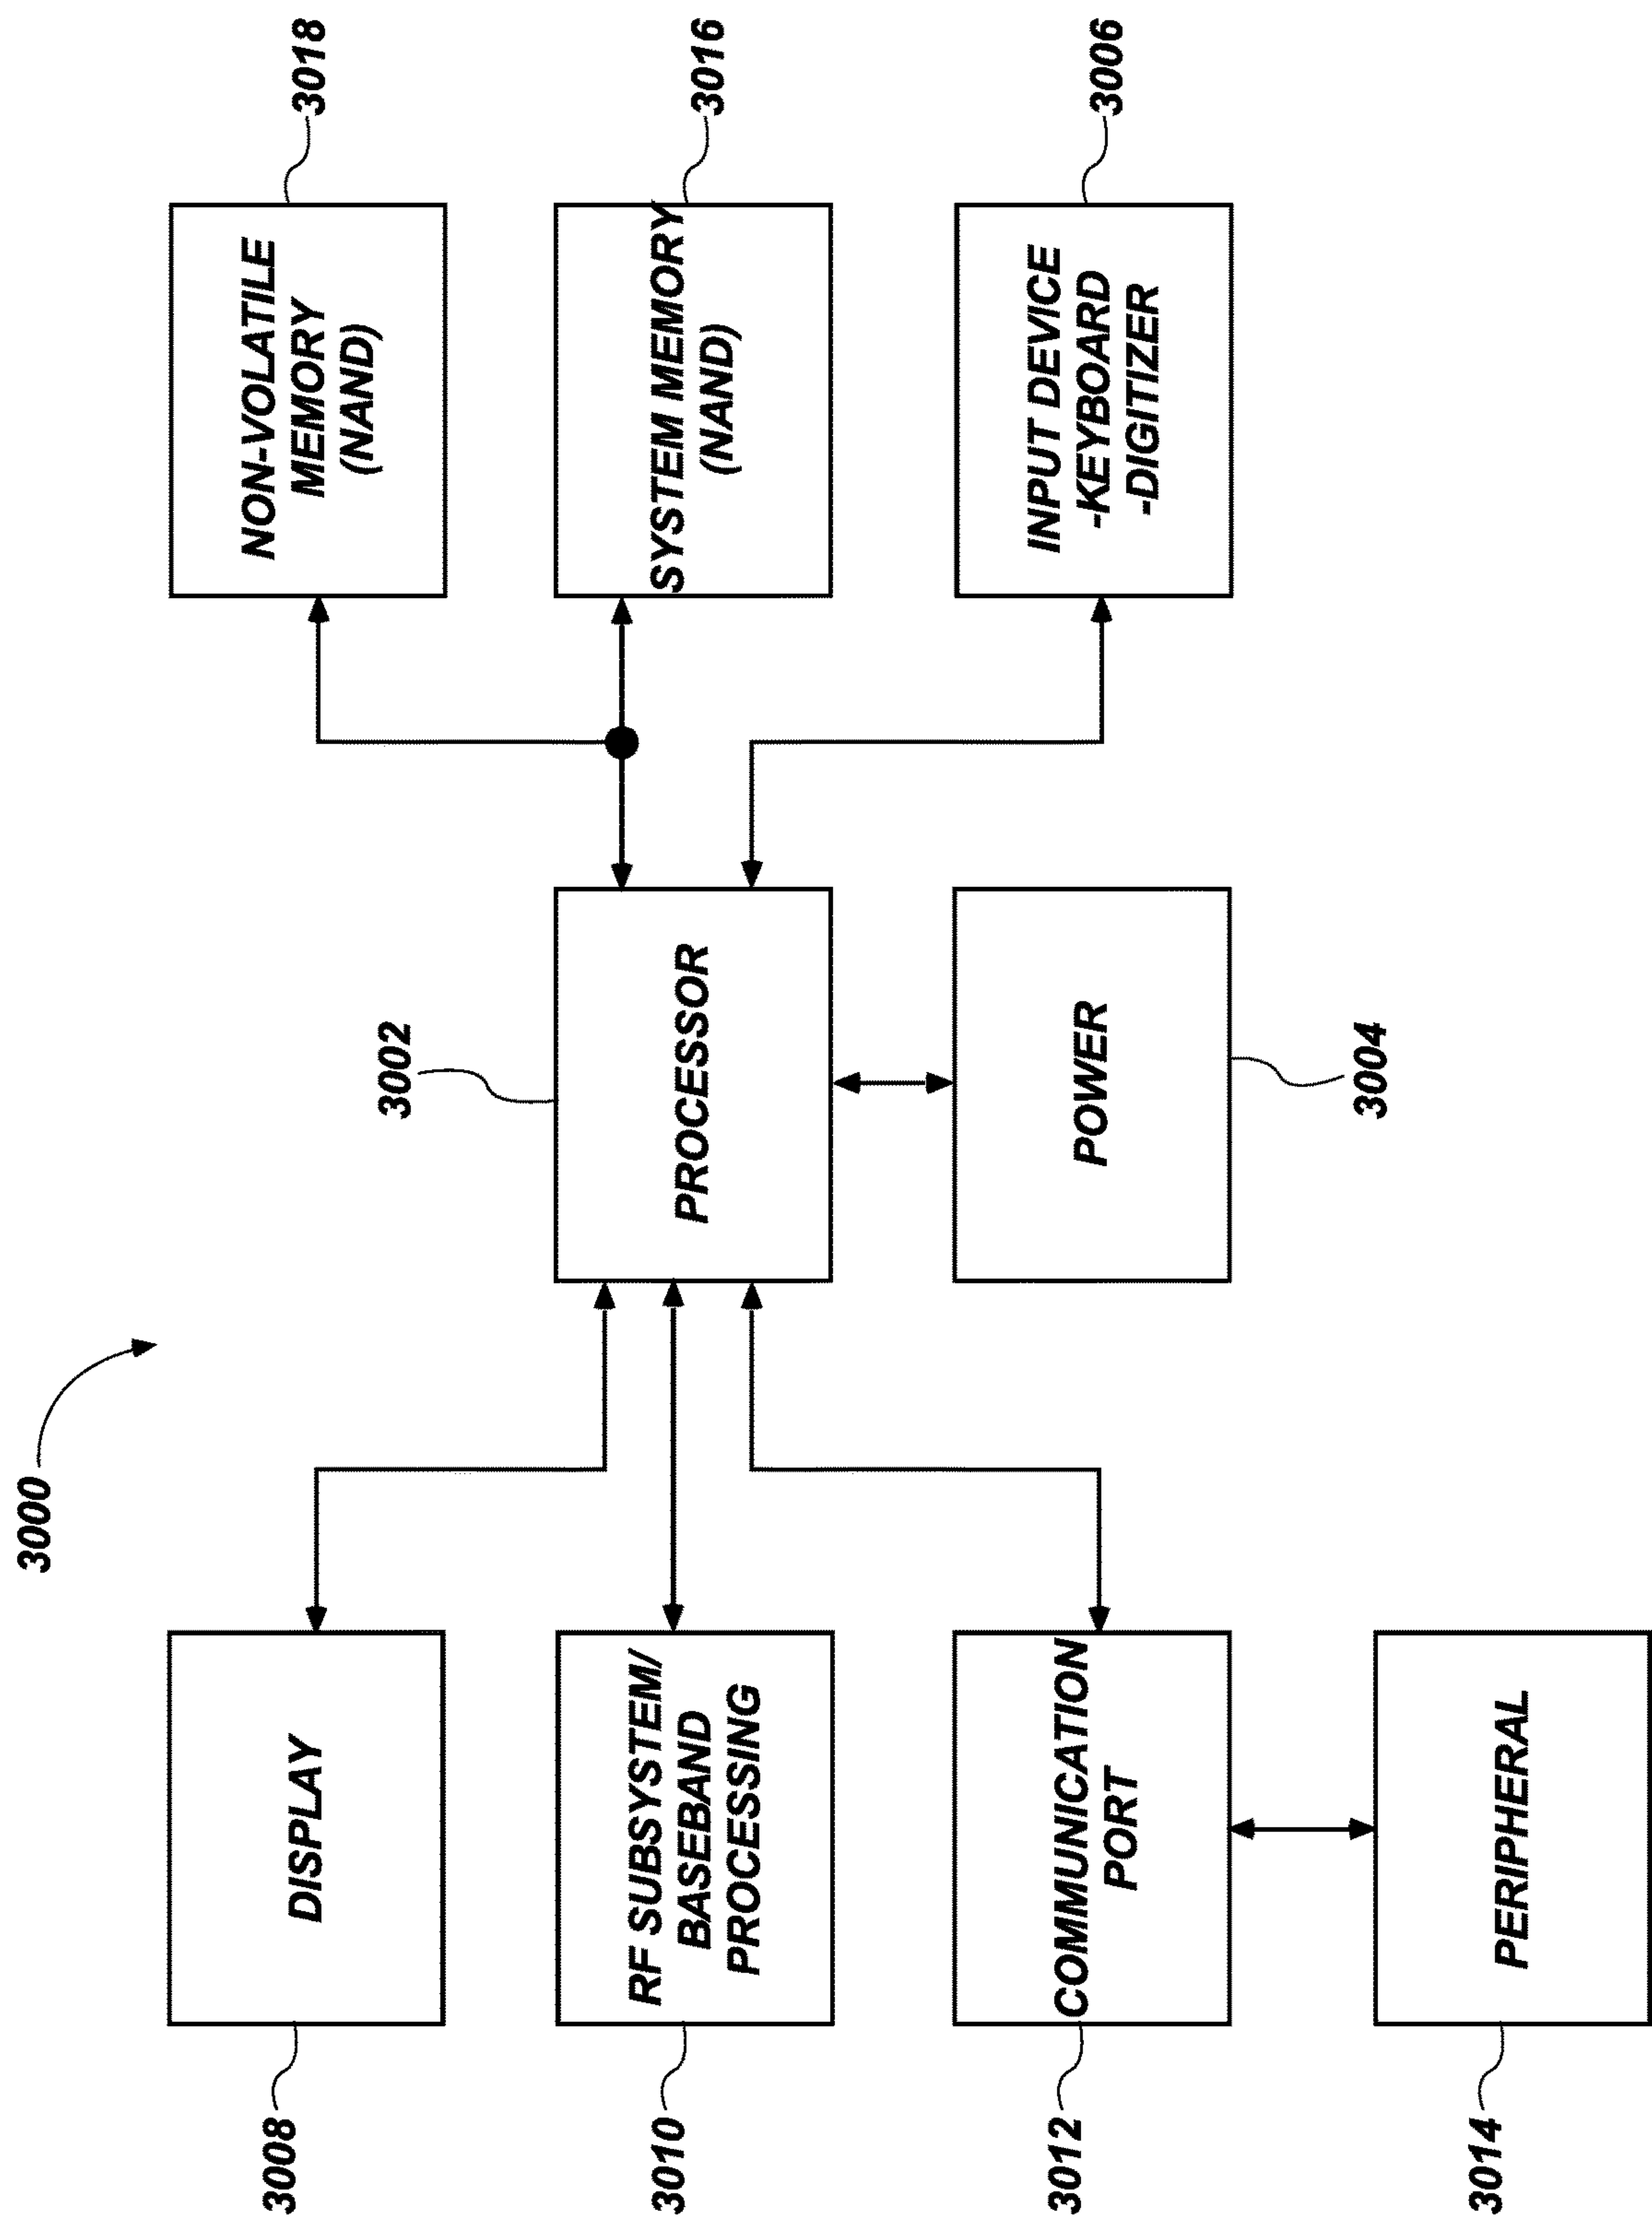 3000
3008
DISPLAY
3002
NON-VOLATILE
MEMORY
(NAND)
3018
3010
RF SUBSYSTEM/
BASEBAND
PROCESSING
PROCESSOR
SYSTEM MEMORY
(NAND)
3016
3012
COMMUNICATION
PORT
POWER
3004
INPUT DEVICE
-KEYBOARD
-DIGITIZER
3006
3014
PERIPHERAL